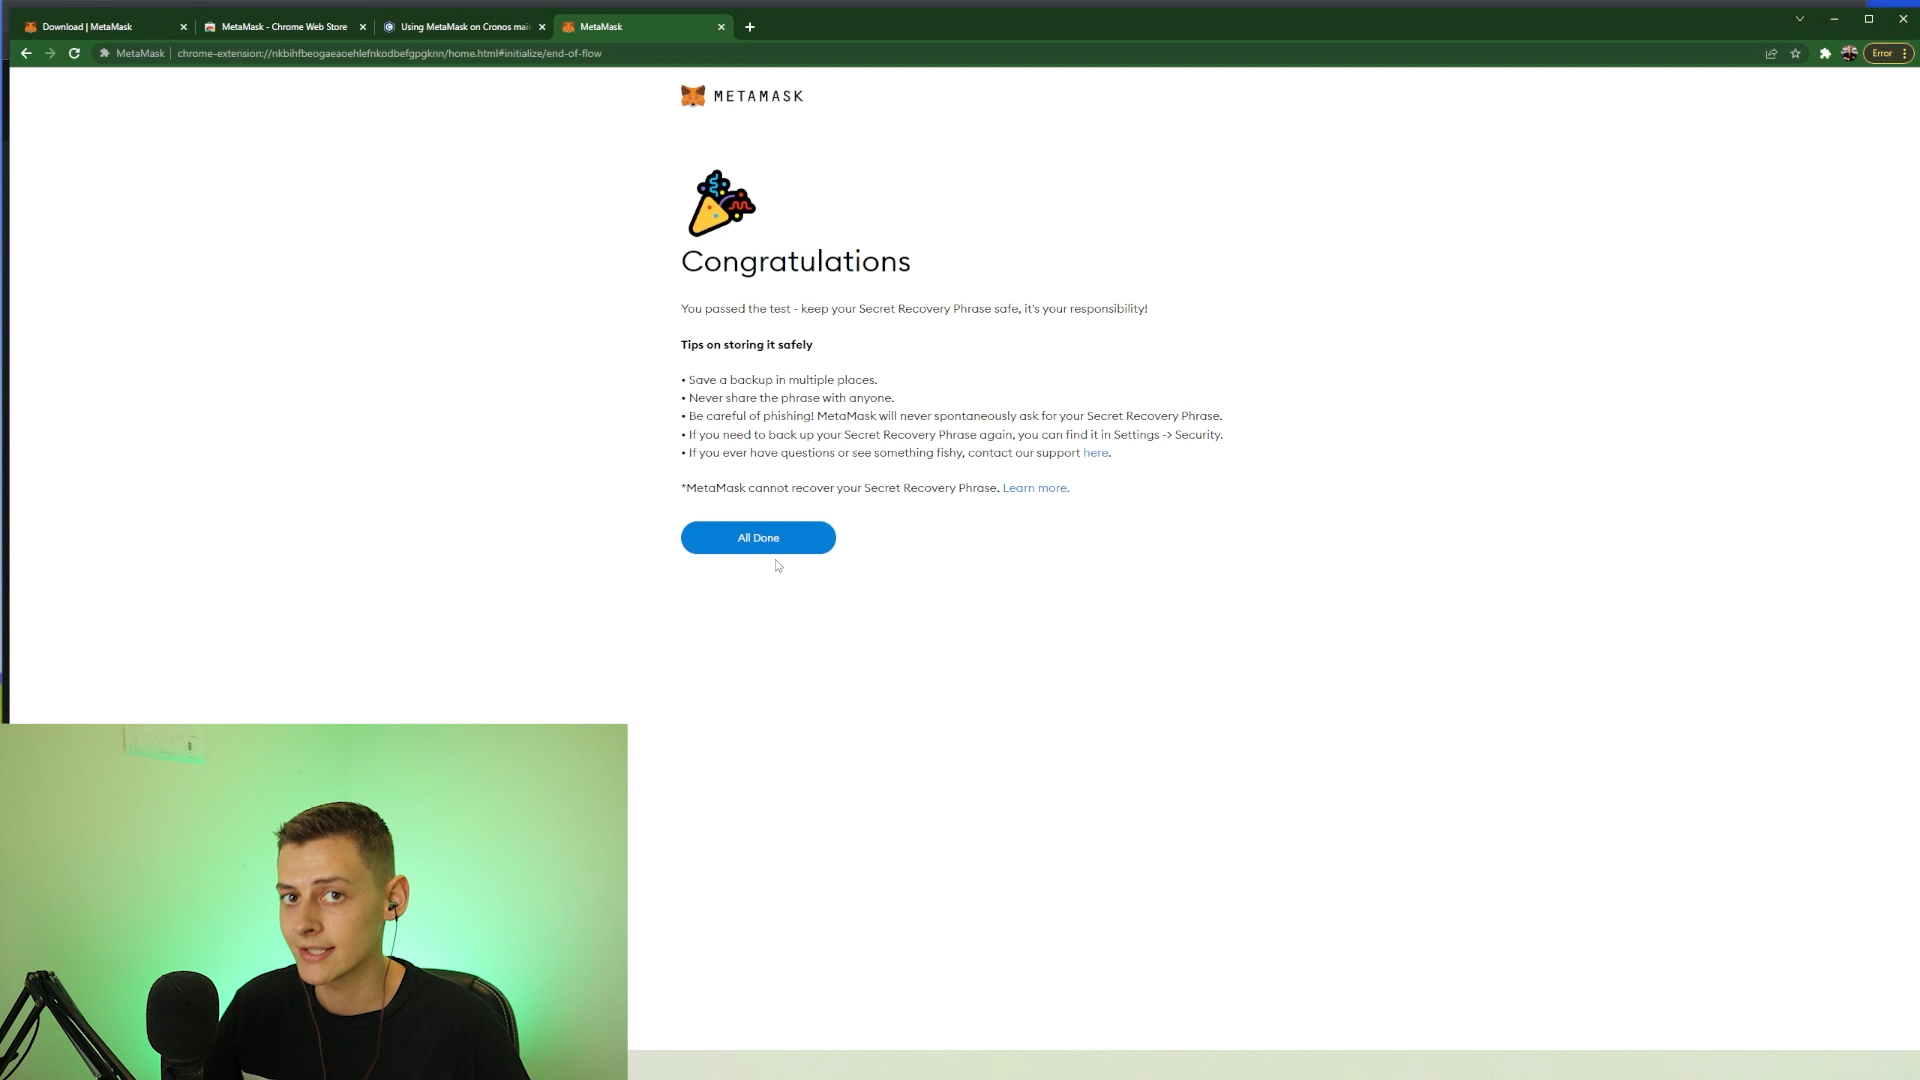 Download | MetaMask
MetaMask - Chrome Web Store
Using MetaMask on Cronos mai
MetaMask
MetaMask
chrome-extension://nkbihfbeogaeaoehlefnkodbefgpgknn/home.html#initialize/end-of-flow
Error
METAMASK
Congratulations
You passed the test - keep your Secret Recovery Phrase safe, it's your responsibility!
Tips on storing it safely
• Save a backup in multiple places.
• Never share the phrase with anyone.
• Be careful of phishing! MetaMask will never spontaneously ask for your Secret Recovery Phrase.
• If you need to back up your Secret Recovery Phrase again, you can find it in Settings -> Security.
• If you ever have questions or see something fishy, contact our support here.
*MetaMask cannot recover your Secret Recovery Phrase. Learn more.
All Done